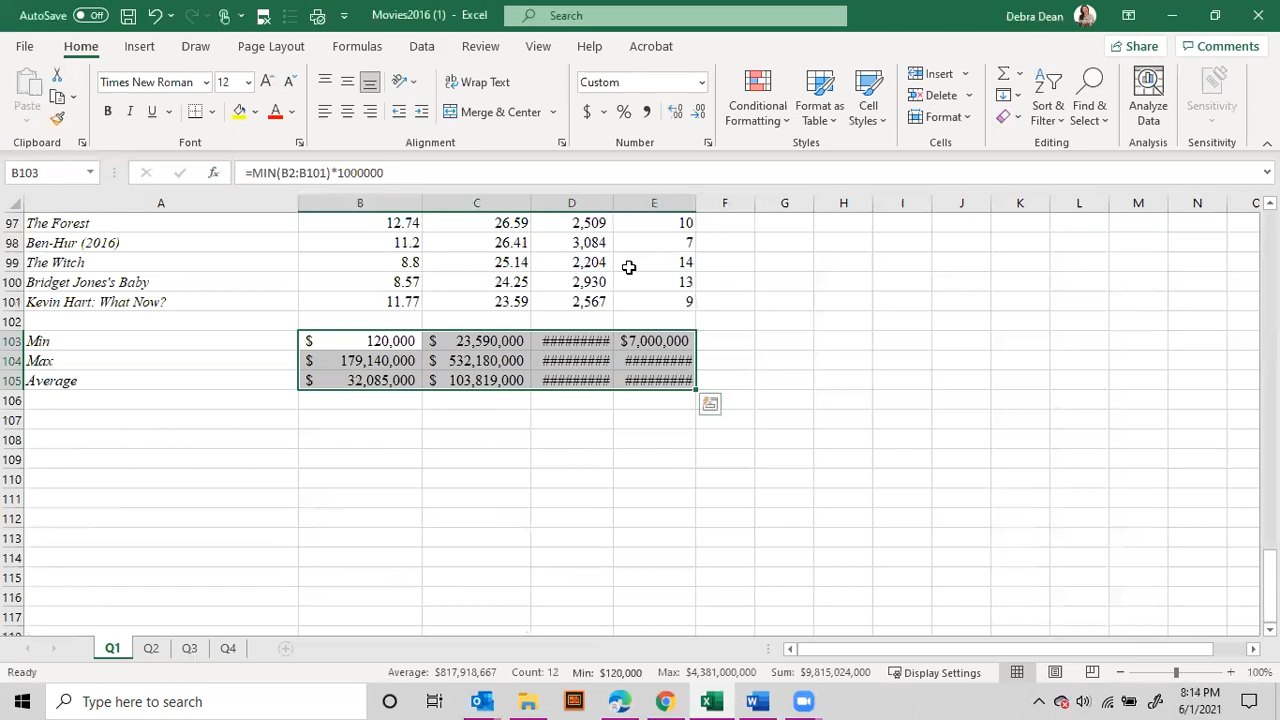 AutoSave Off Movies2016 (1) - Excel Search Debra Dean
File Home Insert Draw Page Layout Formulas Data Review View Help Acrobat Share Comments
Paste Times New Roman 12 A A Wrap Text Custom Conditional Formatting Format as Table Cell Styles Insert Delete Format Sort & Filter Find & Select Analyze Data Sensitivity
B I U A Merge & Center $ % ,
Clipboard Font Alignment Number Styles Cells Editing Analysis Sensitivity
B103 fx =MIN(B2:B101)*1000000
A B C D E F G H I J K L M N O
97 The Forest 12.74 26.59 2,509 10
98 Ben-Hur (2016) 11.2 26.41 3,084 7
99 The Witch 8.8 25.14 2,204 14
100 Bridget Jones's Baby 8.57 24.25 2,930 13
101 Kevin Hart: What Now? 11.77 23.59 2,567 9
102
103 Min $ 120,000 $ 23,590,000 ######### $7,000,000
104 Max $ 179,140,000 $ 532,180,000 ######### #########
105 Average $ 32,085,000 $ 103,819,000 ######### #########
106
107
108
109
110
111
112
113
114
115
116
117
Q1 Q2 Q3 Q4
Ready Average: $817,918,667 Count: 12 Min: $120,000 Max: $4,381,000,000 Sum: $9,815,024,000 Display Settings 100%
Type here to search 8:14 PM
6/1/2021